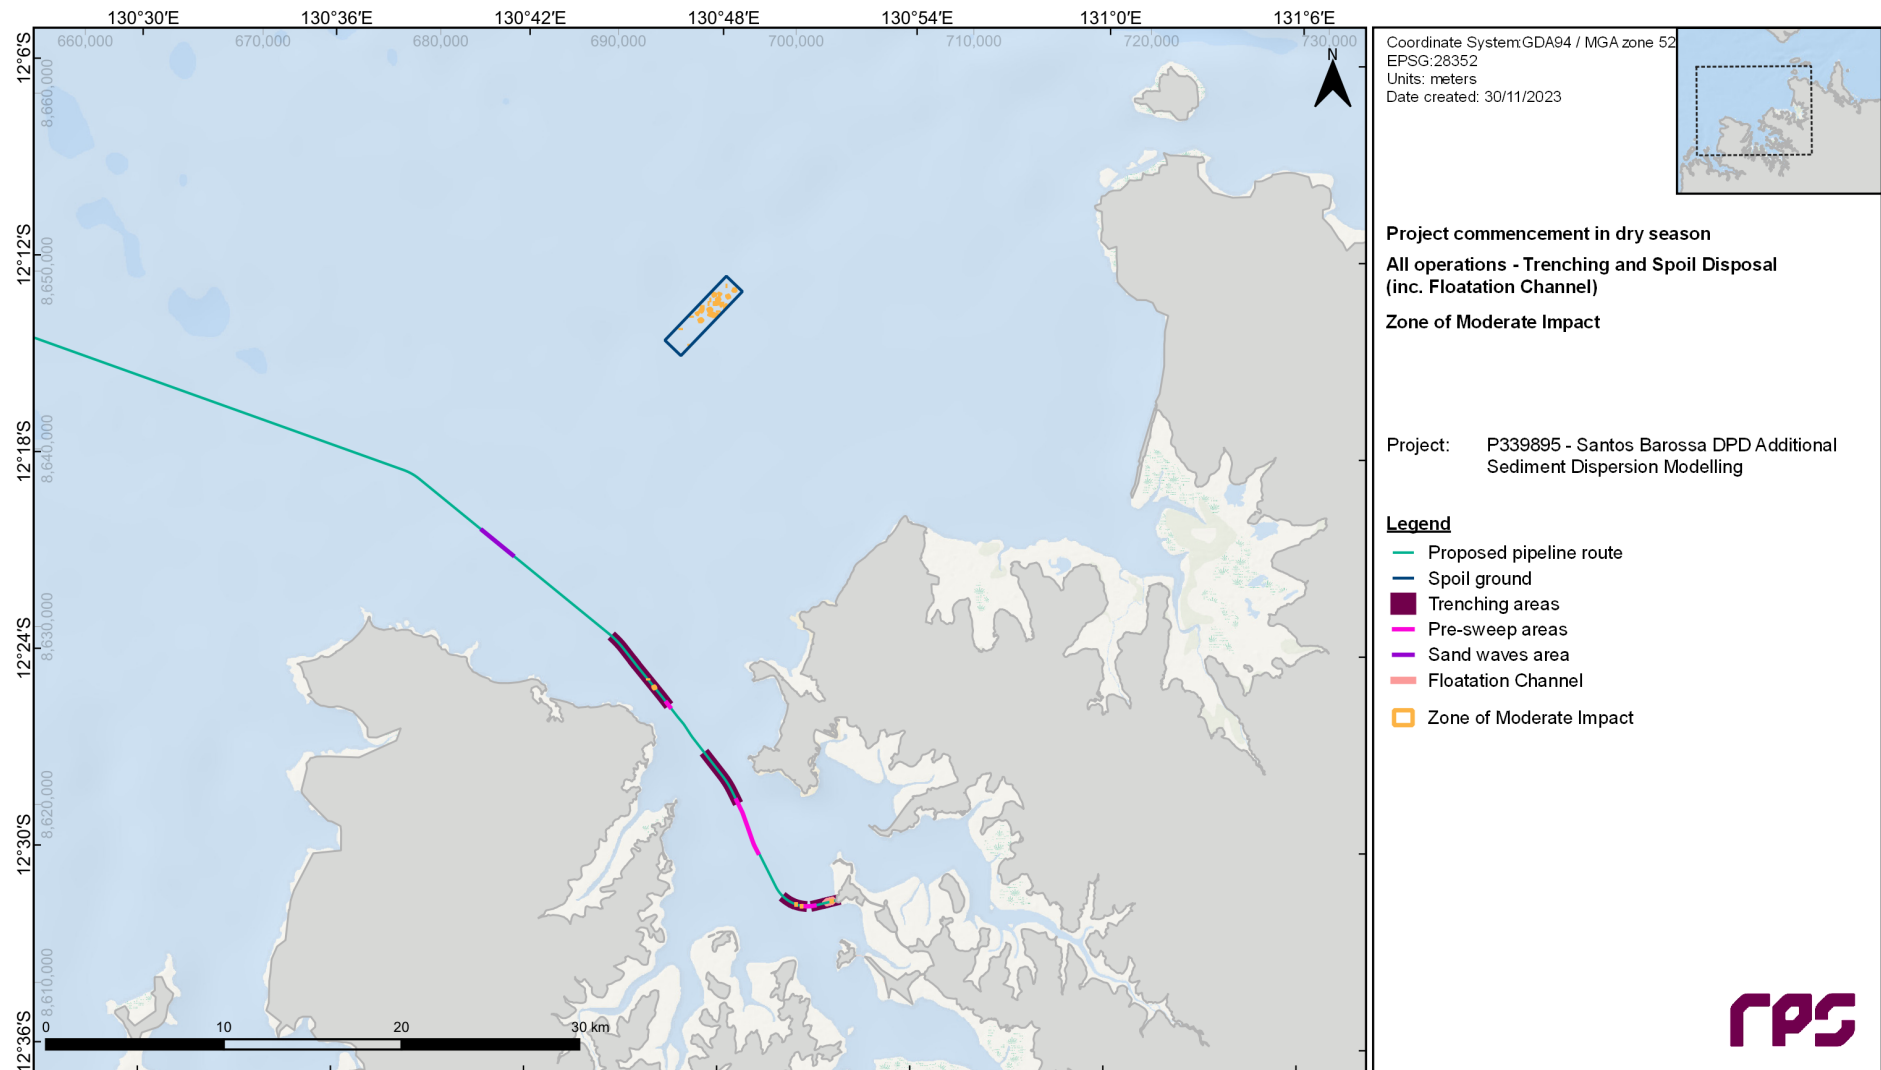 130°30'E 130°36'E 130°42'E 130°48'E 130°54'E 131°0'E 131°6'E
660,000 670,000 680,000 690,000 700,000 710,000 720,000 730,000
12°6'S
8,660,000
12°12'S
8,650,000
12°18'S
8,640,000
12°24'S
8,630,000
12°30'S
8,620,000
12°36'S
8,610,000
N
0 10 20 30 km
Coordinate System:GDA94 / MGA zone 52
EPSG:28352
Units: meters
Date created: 30/11/2023
Project commencement in dry season
All operations - Trenching and Spoil Disposal
(inc. Floatation Channel)
Zone of Moderate Impact
Project: P339895 - Santos Barossa DPD Additional
Sediment Dispersion Modelling
Legend
Proposed pipeline route
Spoil ground
Trenching areas
Pre-sweep areas
Sand waves area
Floatation Channel
Zone of Moderate Impact
rps